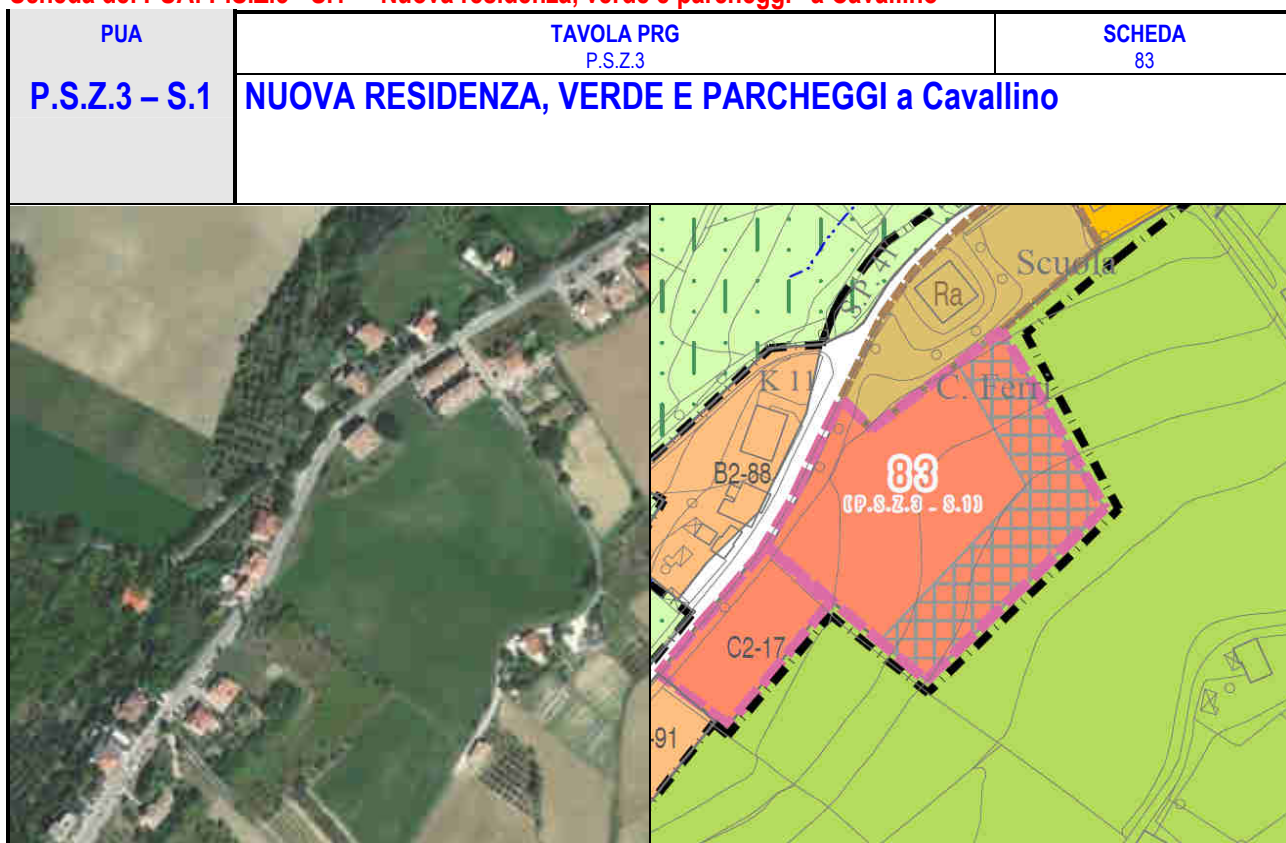 PUA
TAVOLA PRG
SCHEDA
P.S.Z.3
83
P.S.Z.3 – S.1
NUOVA RESIDENZA, VERDE E PARCHEGGI a Cavallino
S.P. 41
Scuola
Ra
K 11
C. Ferri
B2-88
83
(P.S.Z.3 - S.1)
C2-17
-91